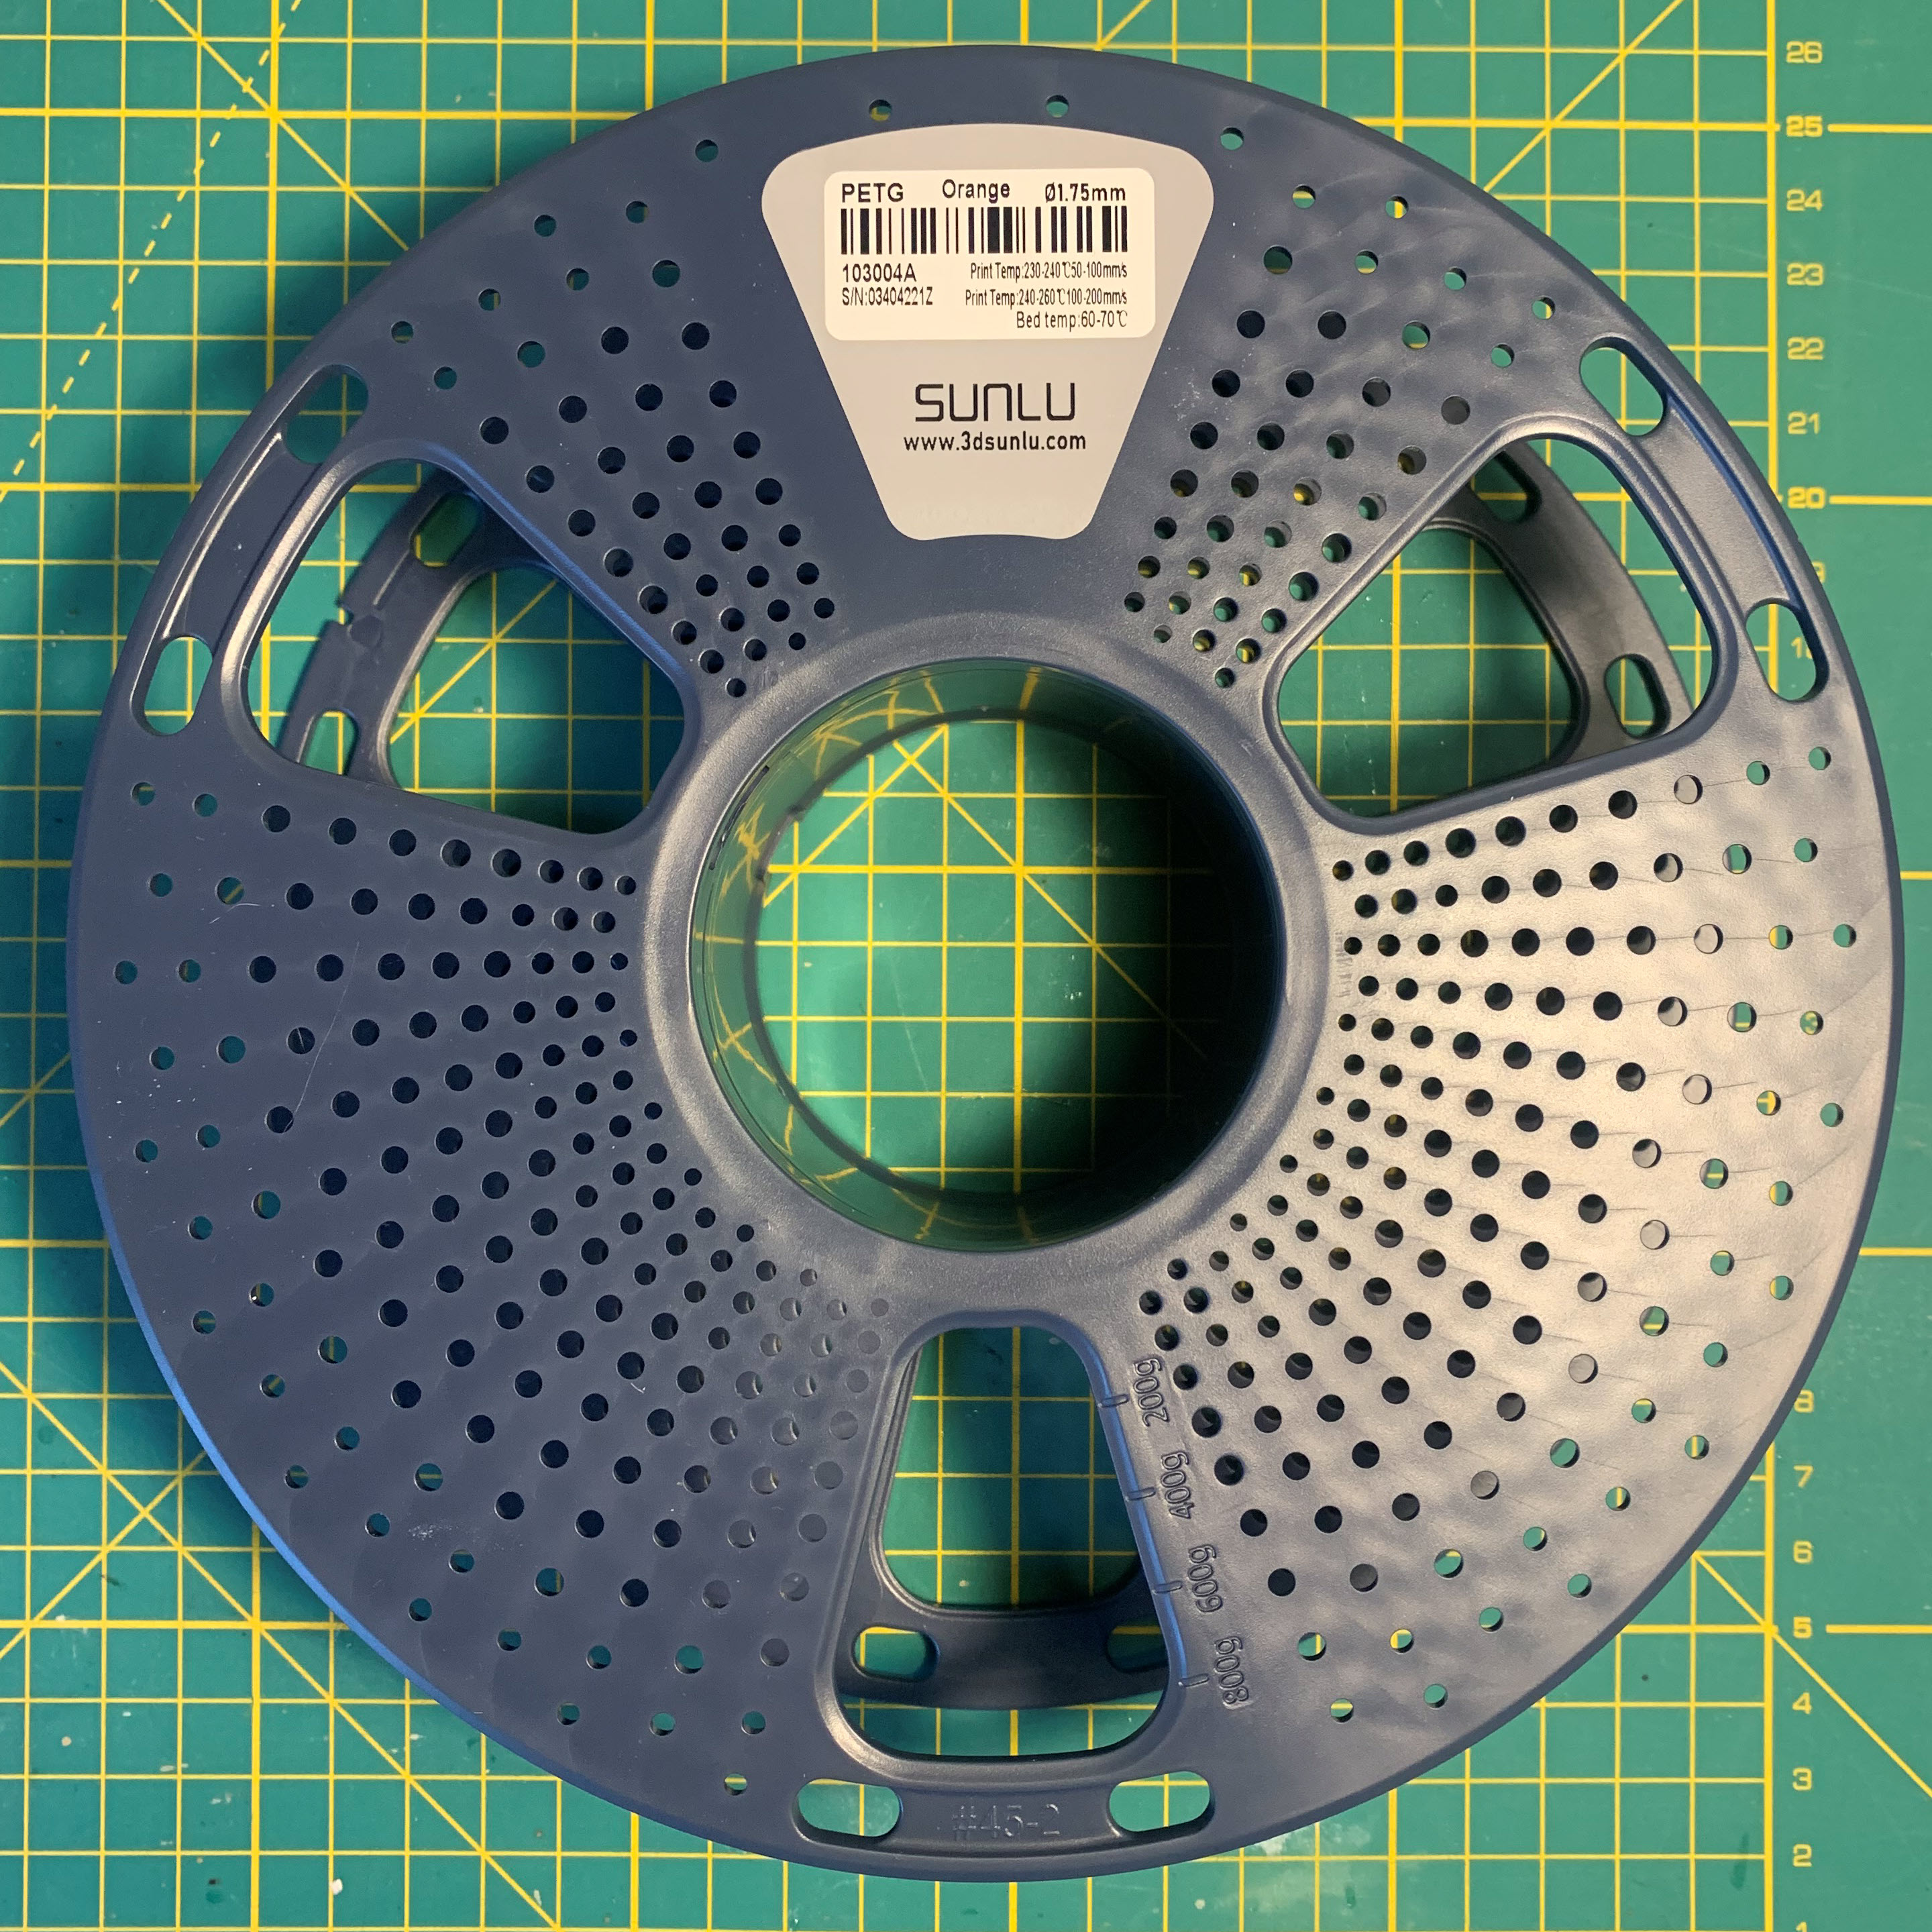 PETG Orange Ø1.75mm
103004A Print Temp:230-240℃50-100mm/s
S/N:03404221Z Print Temp:240-260℃100-200mm/s
Bed temp:60-70℃
SUNLU
www.3dsunlu.com
200g
400g
600g
800g
#45-2
26
25
24
23
22
21
20
8
7
6
5
4
3
2